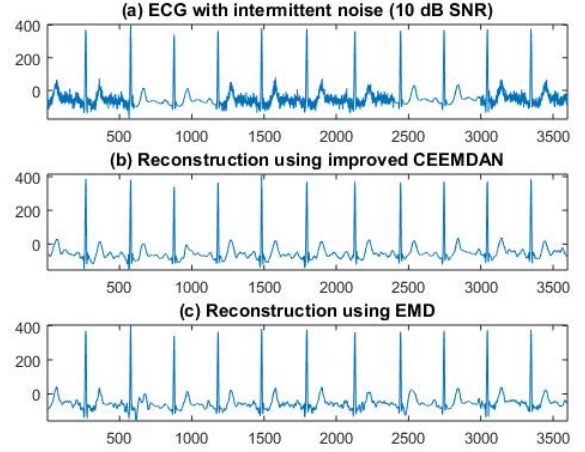 (a) ECG with intermittent noise (10 dB SNR)
400
200
0
500 1000 1500 2000 2500 3000 3500
(b) Reconstruction using improved CEEMDAN
400
200
0
500 1000 1500 2000 2500 3000 3500
(c) Reconstruction using EMD
400
200
0
500 1000 1500 2000 2500 3000 3500